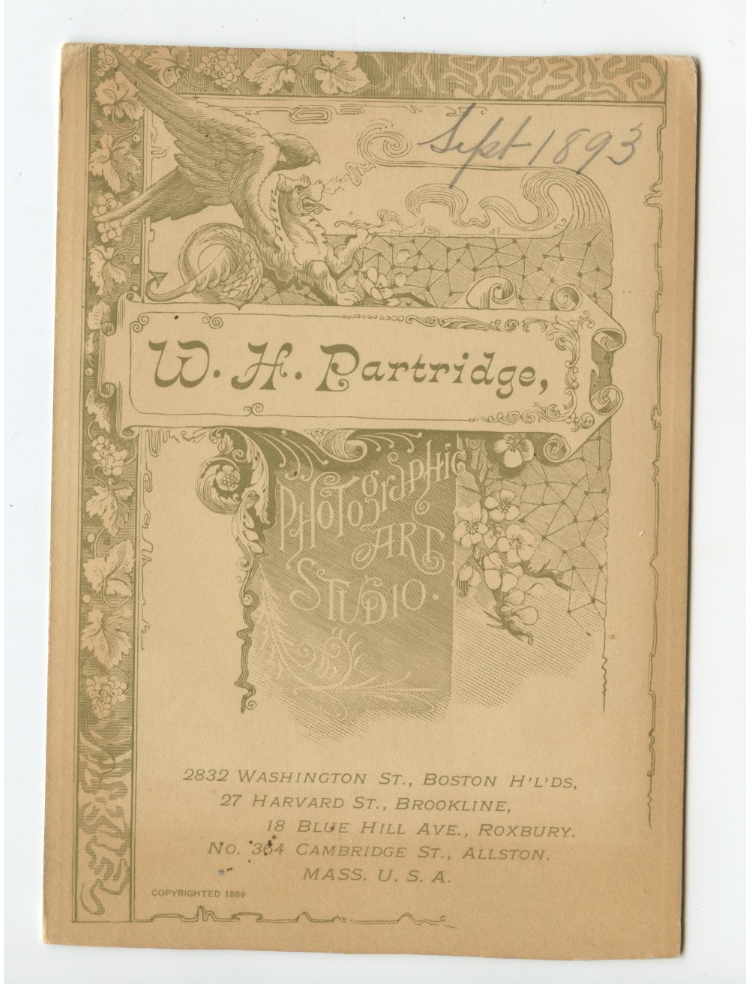 Sept 1893
W. H. Partridge,
PHOTOGRAPHIC
ART
STUDIO.
2832 WASHINGTON ST., BOSTON H'L'DS,
27 HARVARD ST., BROOKLINE,
18 BLUE HILL AVE., ROXBURY.
No. 364 CAMBRIDGE ST., ALLSTON.
MASS. U. S. A.
COPYRIGHTED 1889